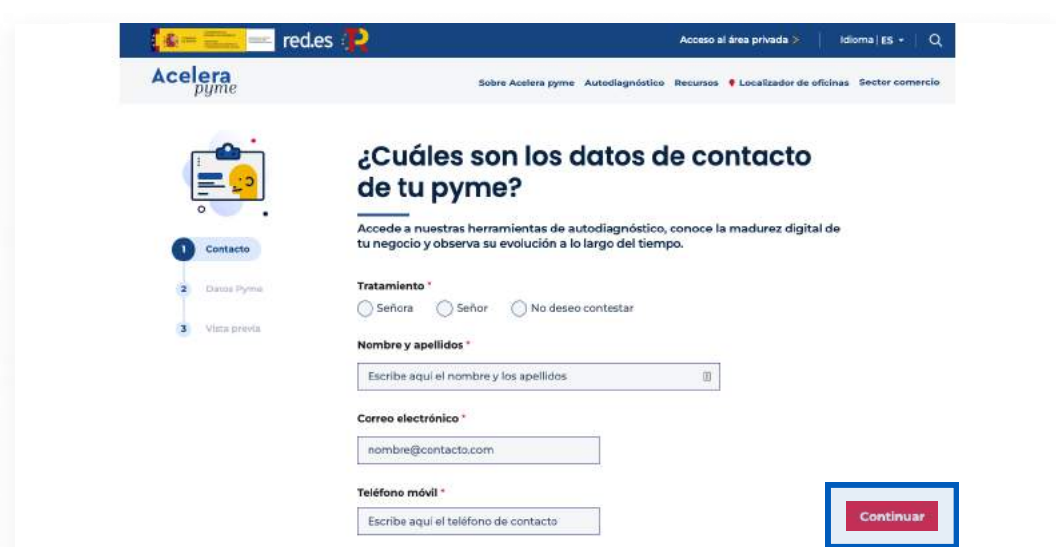 red.es
Acceso al área privada >
Idioma | ES
Acelera
pyme
Sobre Acelera pyme
Autodiagnóstico
Recursos
Localizador de oficinas
Sector comercio
¿Cuáles son los datos de contacto
de tu pyme?
Accede a nuestras herramientas de autodiagnóstico, conoce la madurez digital de
tu negocio y observa su evolución a lo largo del tiempo.
1 Contacto
2 Datos Pyme
3 Vista previa
Tratamiento *
Señora
Señor
No deseo contestar
Nombre y apellidos *
Escribe aquí el nombre y los apellidos
Correo electrónico *
nombre@contacto.com
Teléfono móvil *
Escribe aquí el teléfono de contacto
Continuar